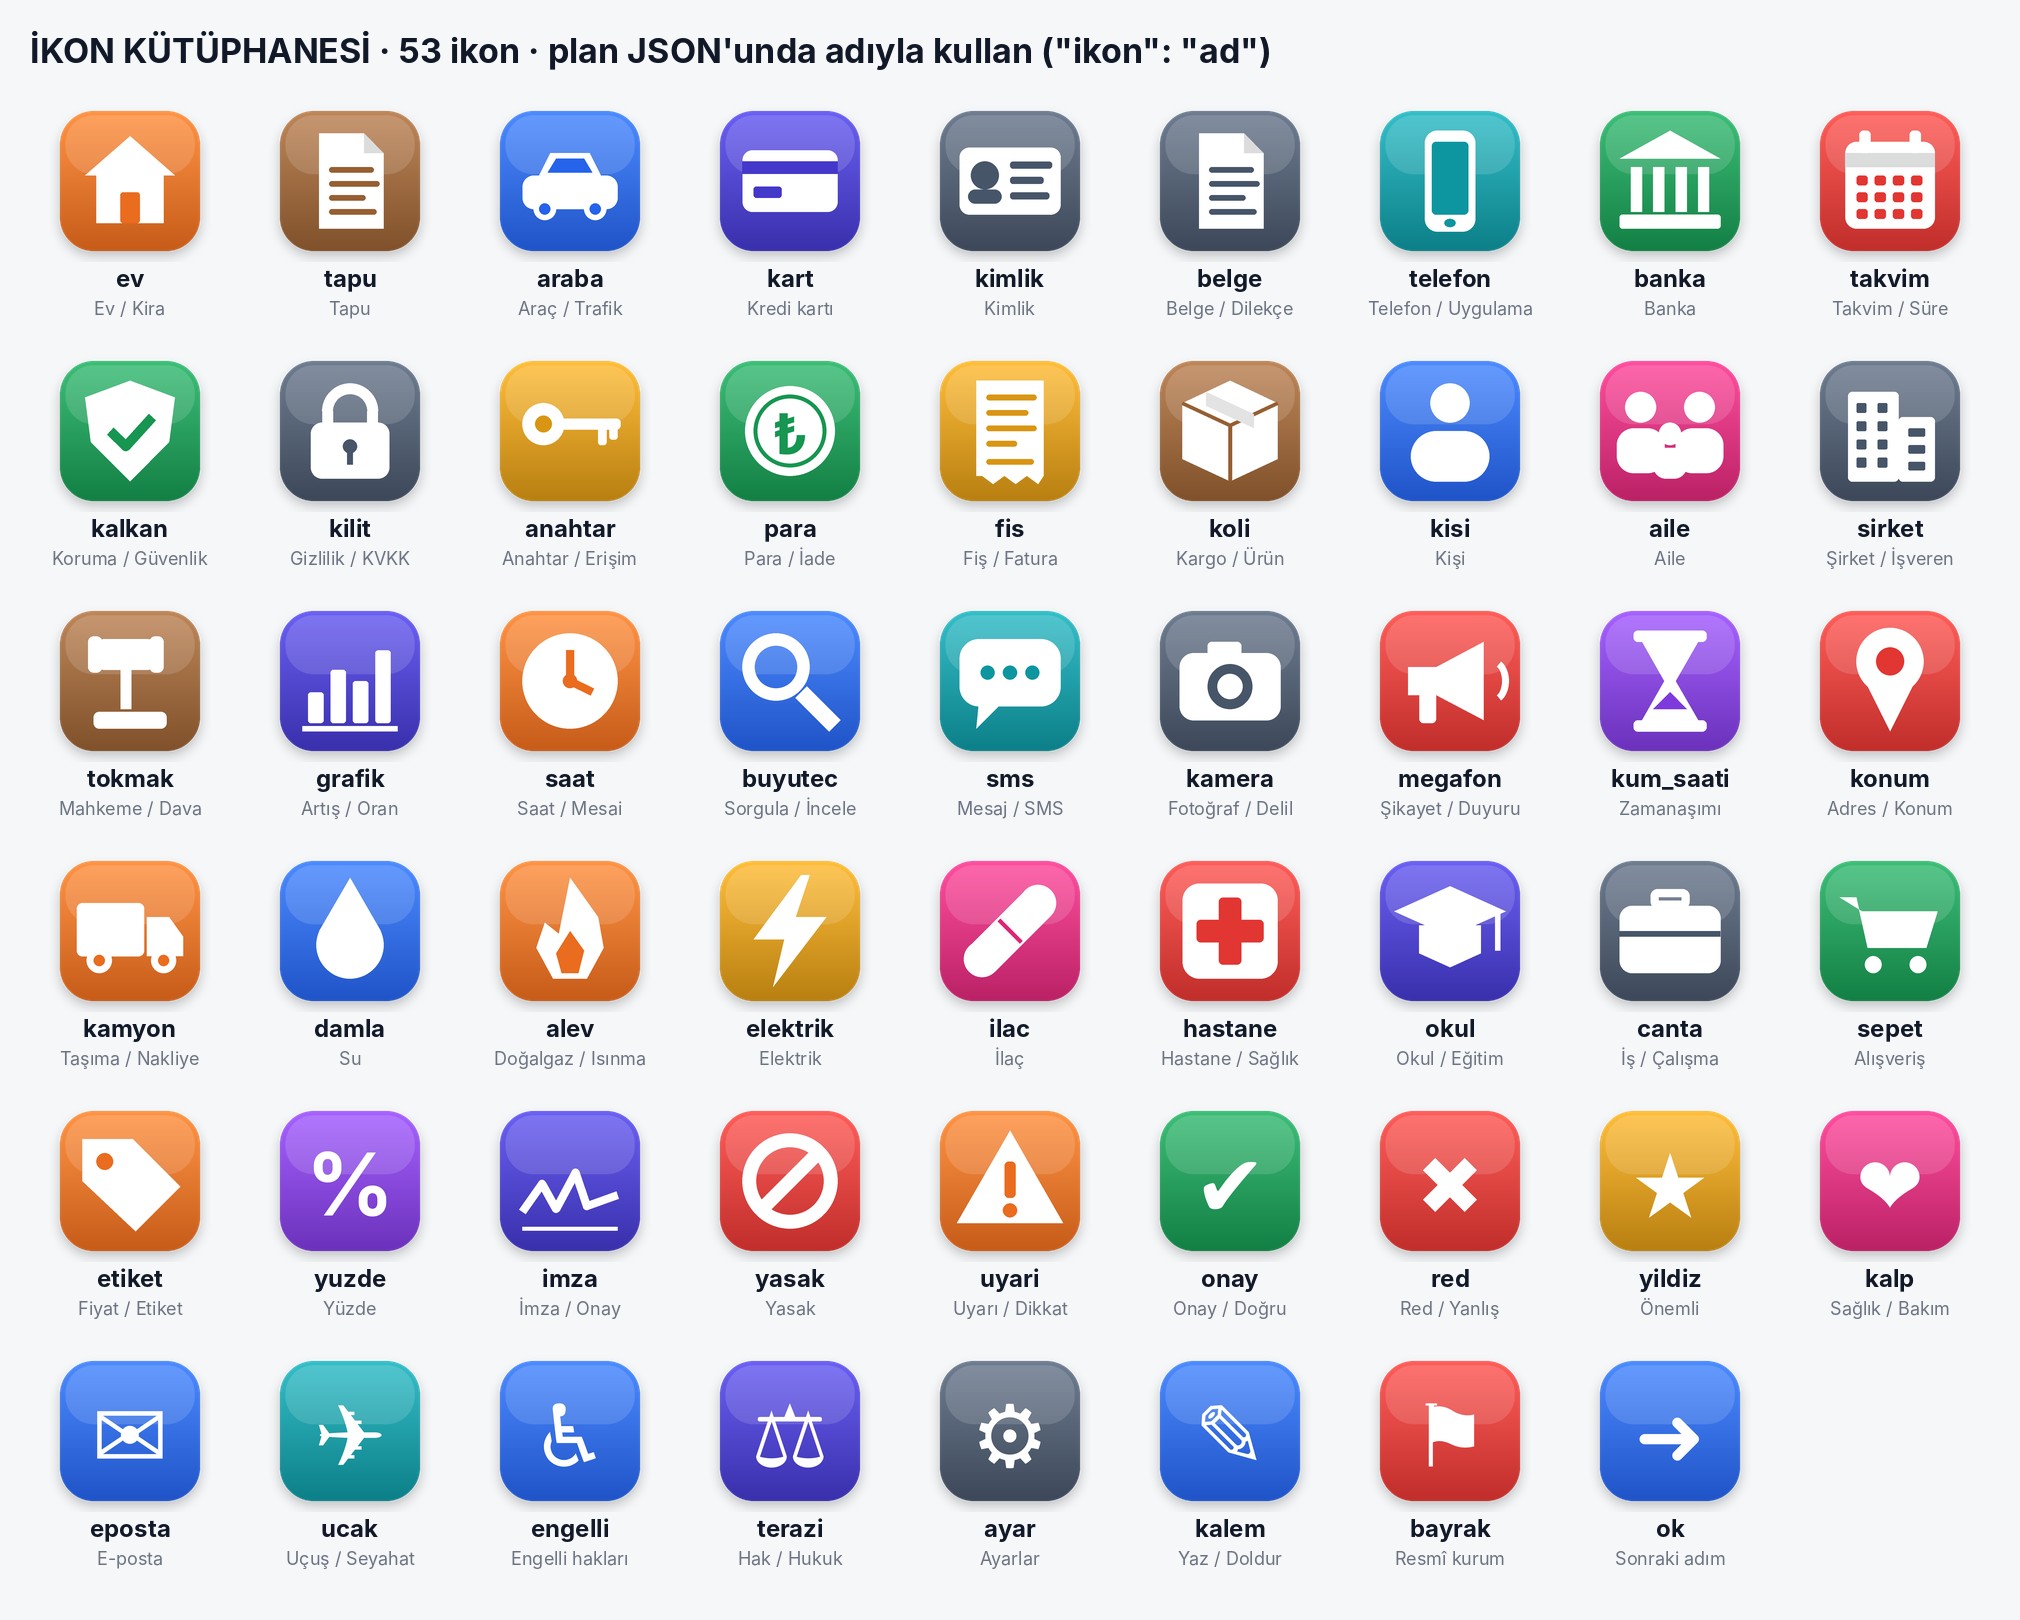 İKON KÜTÜPHANESİ · 53 ikon · plan JSON'unda adıyla kullan ("ikon": "ad")
ev tapu araba kart kimlik belge telefon banka takvim
Ev / Kira Tapu Araç / Trafik Kredi kartı Kimlik Belge / Dilekçe Telefon / Uygulama Banka Takvim / Süre
₺
kalkan kilit anahtar para fis koli kisi aile sirket
Koruma / Güvenlik Gizlilik / KVKK Anahtar / Erişim Para / İade Fiş / Fatura Kargo / Ürün Kişi Aile Şirket / İşveren
tokmak grafik saat buyutec sms kamera megafon kum_saati konum
Mahkeme / Dava Artış / Oran Saat / Mesai Sorgula / İncele Mesaj / SMS Fotoğraf / Delil Şikayet / Duyuru Zamanaşımı Adres / Konum
kamyon damla alev elektrik ilac hastane okul canta sepet
Taşıma / Nakliye Su Doğalgaz / Isınma Elektrik İlaç Hastane / Sağlık Okul / Eğitim İş / Çalışma Alışveriş
%
etiket yuzde imza yasak uyari onay red yildiz kalp
Fiyat / Etiket Yüzde İmza / Onay Yasak Uyarı / Dikkat Onay / Doğru Red / Yanlış Önemli Sağlık / Bakım
eposta ucak engelli terazi ayar kalem bayrak ok
E-posta Uçuş / Seyahat Engelli hakları Hak / Hukuk Ayarlar Yaz / Doldur Resmî kurum Sonraki adım